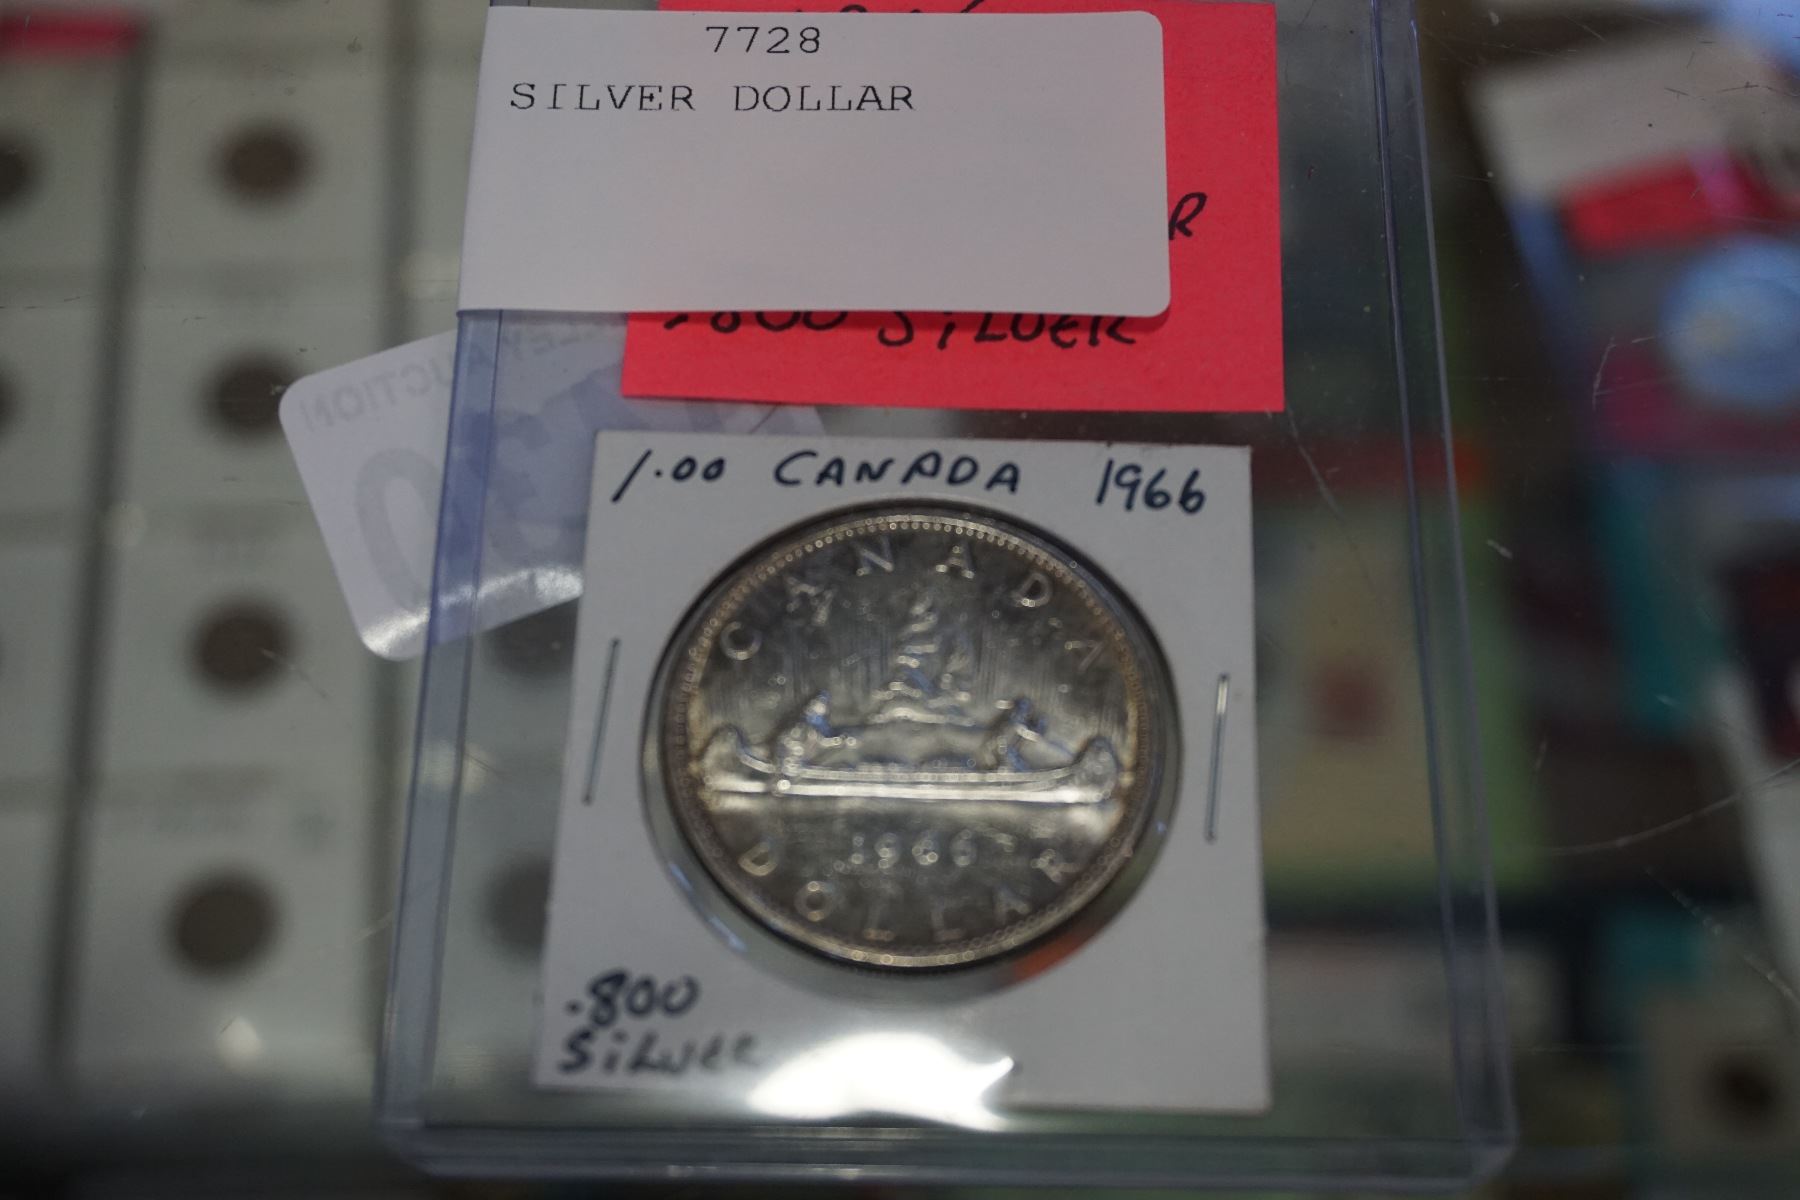 7728
SILVER DOLLAR
R
.800 SiLVER
1.00 CANADA 1966
CANADA
1966
DOLLAR
.800
SiLVER